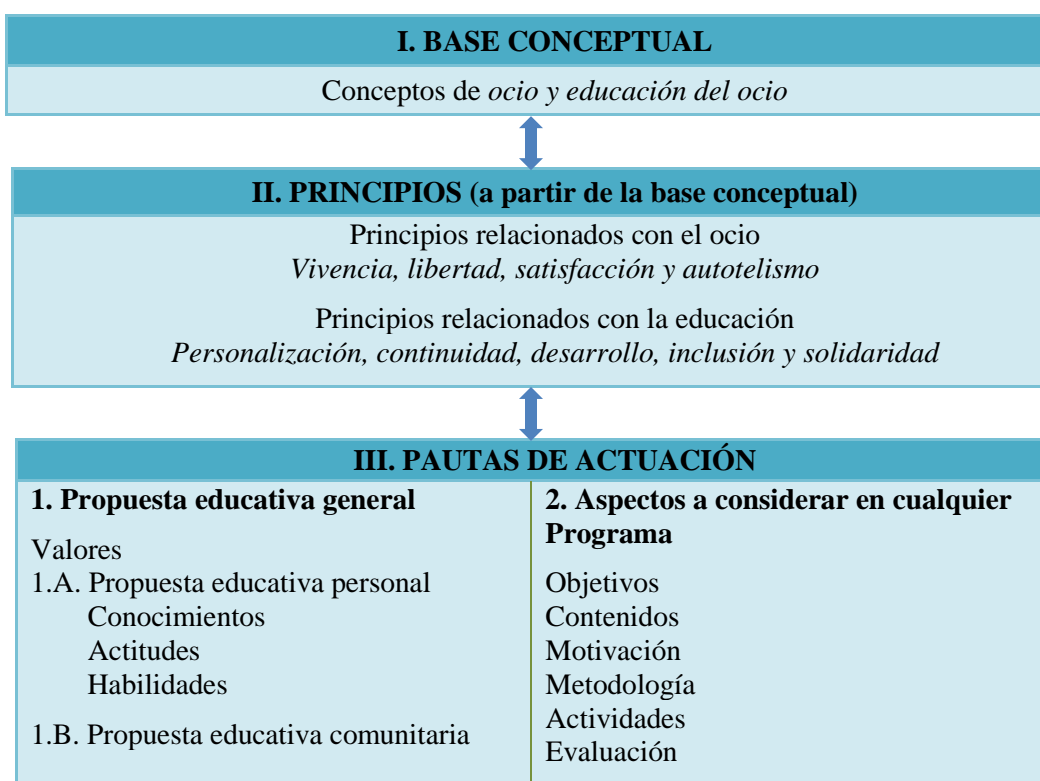 I. BASE CONCEPTUAL
Conceptos de ocio y educación del ocio
II. PRINCIPIOS (a partir de la base conceptual)
Principios relacionados con el ocio
Vivencia, libertad, satisfacción y autotelismo
Principios relacionados con la educación
Personalización, continuidad, desarrollo, inclusión y solidaridad
III. PAUTAS DE ACTUACIÓN
1. Propuesta educativa general
Valores
1.A. Propuesta educativa personal
Conocimientos
Actitudes
Habilidades
1.B. Propuesta educativa comunitaria
2. Aspectos a considerar en cualquier
Programa
Objetivos
Contenidos
Motivación
Metodología
Actividades
Evaluación